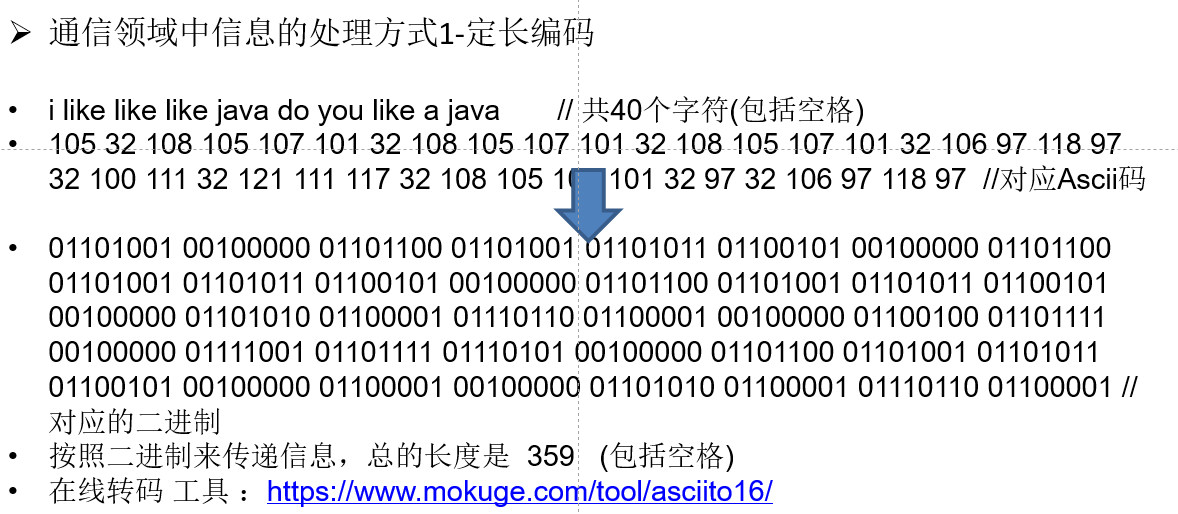 ➢ 通信领域中信息的处理方式1-定长编码
• i like like like java do you like a java // 共40个字符(包括空格)
• 105 32 108 105 107 101 32 108 105 107 101 32 108 105 107 101 32 106 97 118 97
32 100 111 32 121 111 117 32 108 105 101 32 97 32 106 97 118 97 //对应Ascii码
• 01101001 00100000 01101100 01101001 01101011 01100101 00100000 01101100
01101001 01101011 01100101 00100000 01101100 01101001 01101011 01100101
00100000 01101010 01100001 01110110 01100001 00100000 01100100 01101111
00100000 01111001 01101111 01110101 00100000 01101100 01101001 01101011
01100101 00100000 01100001 00100000 01101010 01100001 01110110 01100001 //
对应的二进制
• 按照二进制来传递信息，总的长度是 359 (包括空格)
• 在线转码 工具 ：https://www.mokuge.com/tool/asciito16/